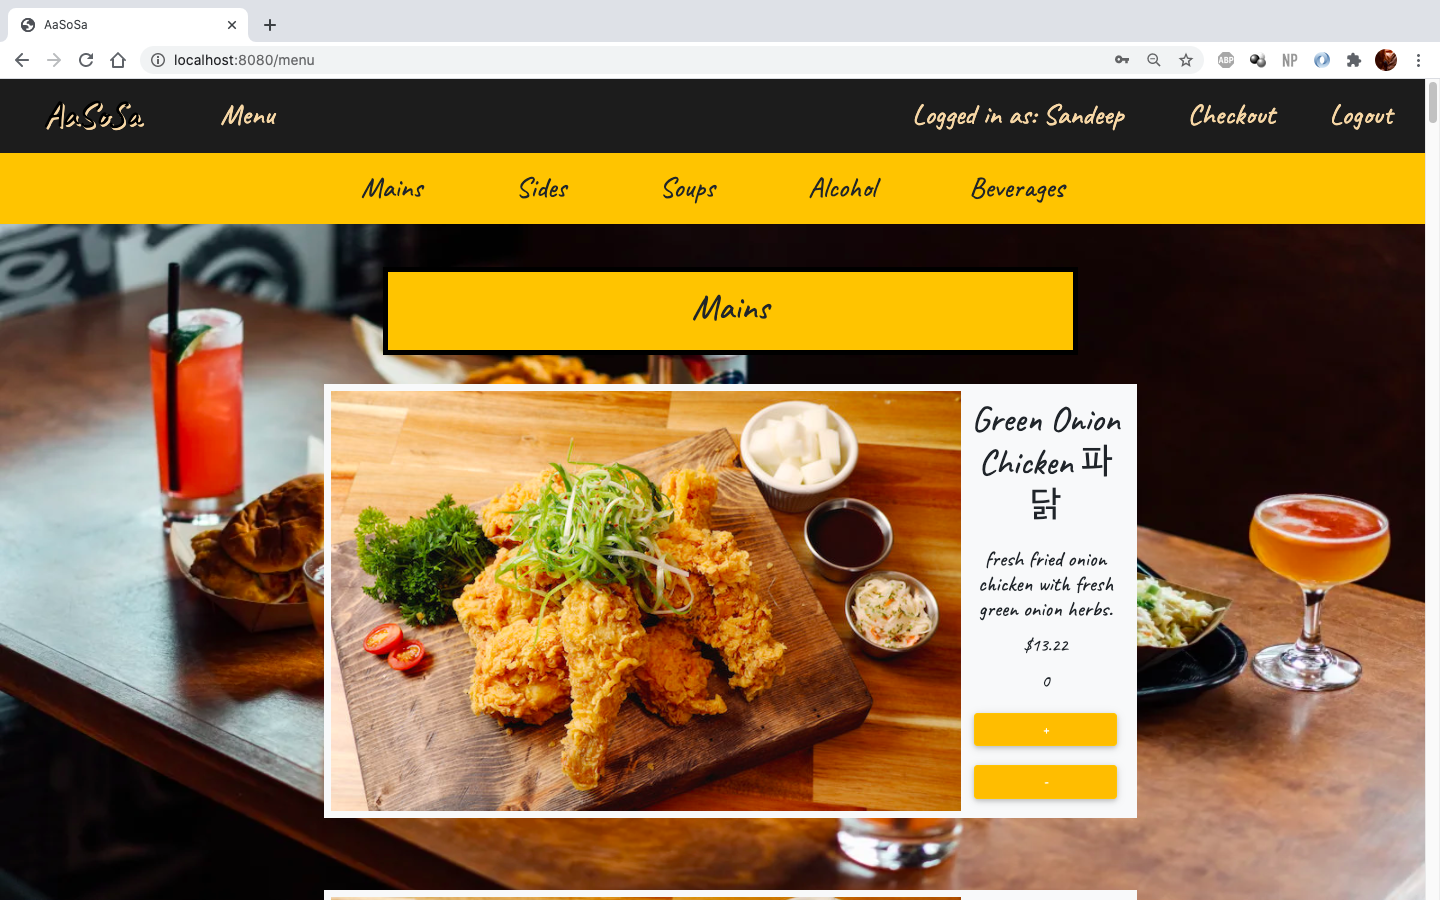 AaSoSa
localhost:8080/menu
ABP
NP
AaSoSa Menu Logged in as: Sandeep Checkout Logout
Mains Sides Soups Alcohol Beverages
Mains
Green Onion
Chicken 파
닭
fresh fried onion
chicken with fresh
green onion herbs.
$13.22
0
+
-